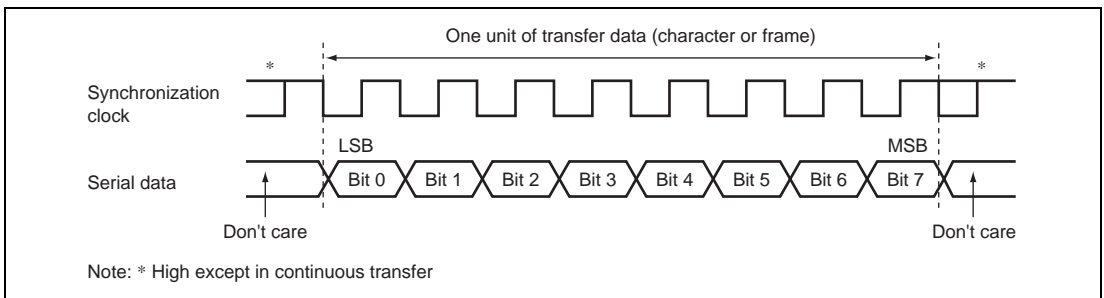 One unit of transfer data (character or frame)
* *
Synchronization
clock
LSB MSB
Serial data Bit 0 Bit 1 Bit 2 Bit 3 Bit 4 Bit 5 Bit 6 Bit 7
Don't care Don't care
Note: * High except in continuous transfer